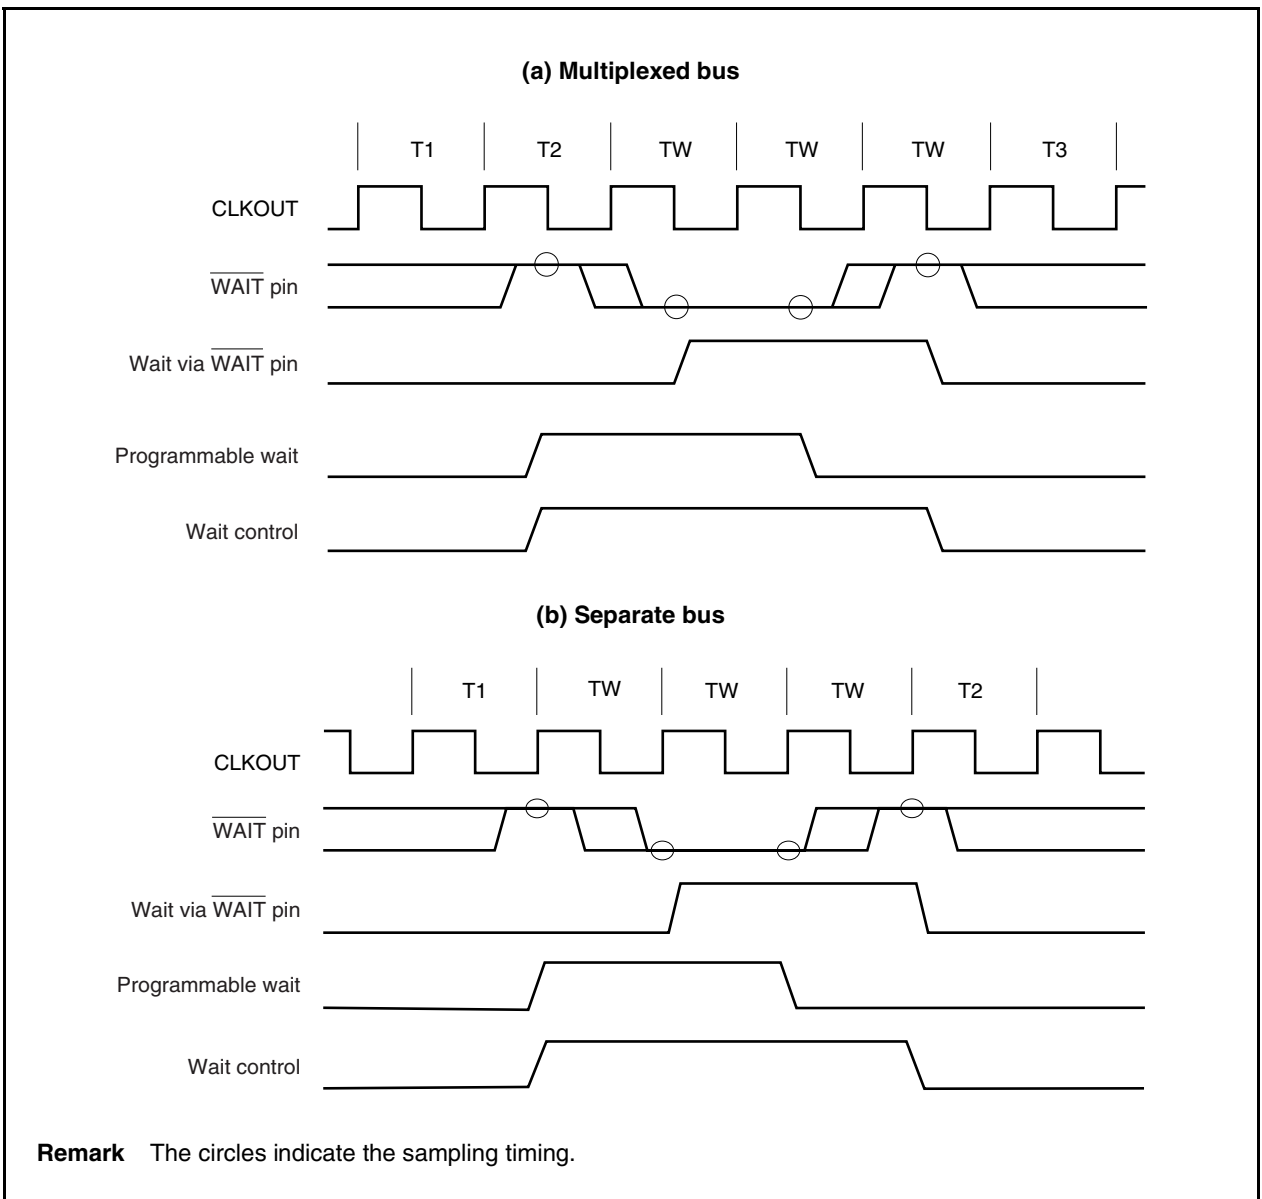 (a) Multiplexed bus
T1 T2 TW TW TW T3
CLKOUT
WAIT pin
Wait via WAIT pin
Programmable wait
Wait control
(b) Separate bus
T1 TW TW TW T2
CLKOUT
WAIT pin
Wait via WAIT pin
Programmable wait
Wait control
Remark The circles indicate the sampling timing.